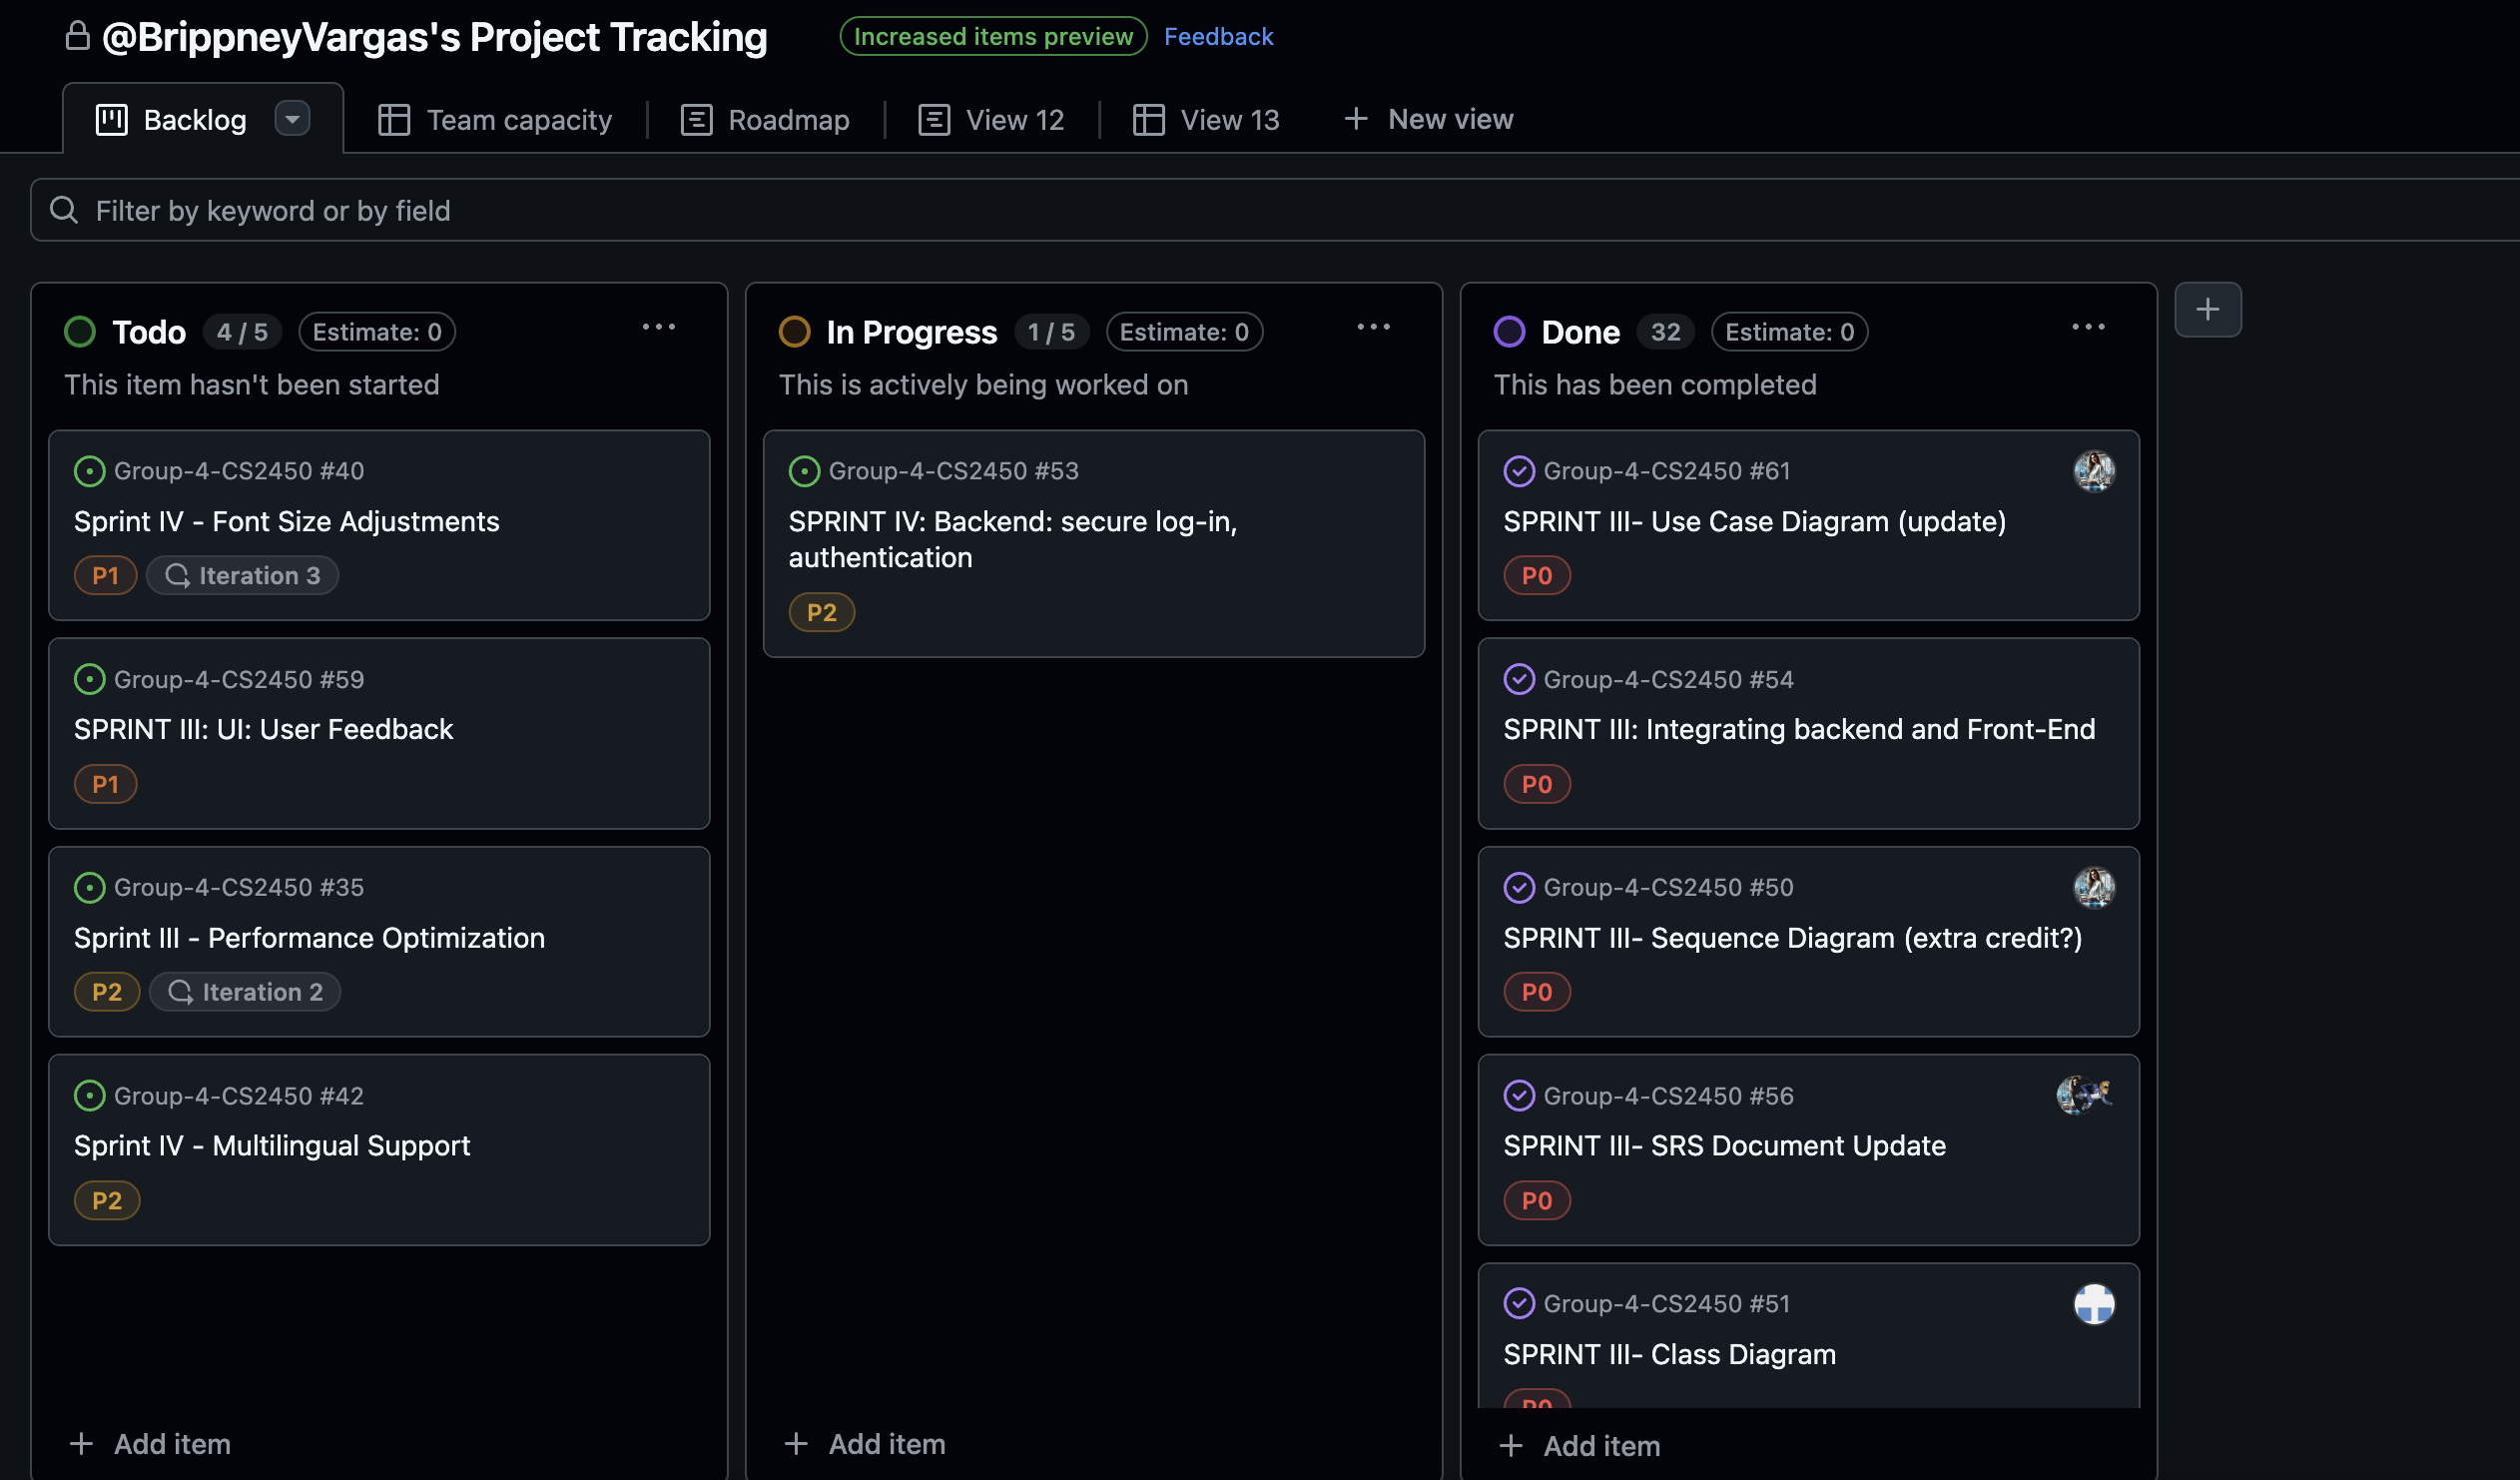 @BrippneyVargas's Project Tracking
Increased items preview
Feedback
Backlog
Team capacity
Roadmap
View 12
View 13
New view
Filter by keyword or by field
Todo 4 / 5 Estimate: 0
This item hasn't been started
Group-4-CS2450 #40
Sprint IV - Font Size Adjustments
P1 Iteration 3
Group-4-CS2450 #59
SPRINT III: UI: User Feedback
P1
Group-4-CS2450 #35
Sprint III - Performance Optimization
P2 Iteration 2
Group-4-CS2450 #42
Sprint IV - Multilingual Support
P2
Add item
In Progress 1 / 5 Estimate: 0
This is actively being worked on
Group-4-CS2450 #53
SPRINT IV: Backend: secure log-in,
authentication
P2
Add item
Done 32 Estimate: 0
This has been completed
Group-4-CS2450 #61
SPRINT III- Use Case Diagram (update)
P0
Group-4-CS2450 #54
SPRINT III: Integrating backend and Front-End
P0
Group-4-CS2450 #50
SPRINT III- Sequence Diagram (extra credit?)
P0
Group-4-CS2450 #56
SPRINT III- SRS Document Update
P0
Group-4-CS2450 #51
SPRINT III- Class Diagram
P0
Add item